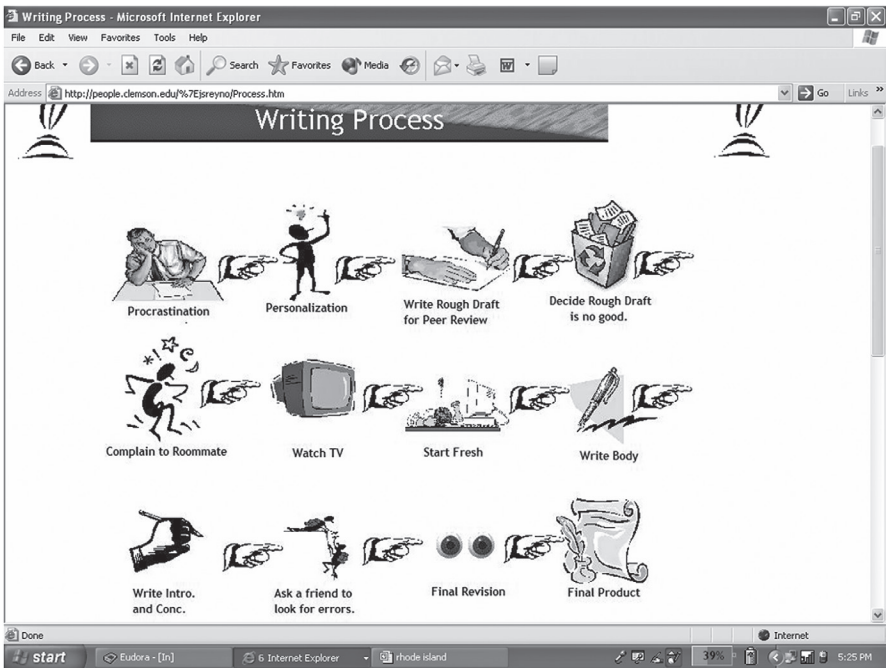 Writing Process - Microsoft Internet Explorer
File Edit View Favorites Tools Help
Back Search Favorites Media W
Address http://people.clemson.edu/%7Ejsreyno/Process.htm Go Links »
Writing Process
Procrastination
Personalization
Write Rough Draft
for Peer Review
Decide Rough Draft
is no good.
Complain to Roommate
Watch TV
Start Fresh
Write Body
Write Intro.
and Conc.
Ask a friend to
look for errors.
Final Revision
Final Product
Done Internet
start Eudora - [In] 6 Internet Explorer rhode island 39% 5:25 PM